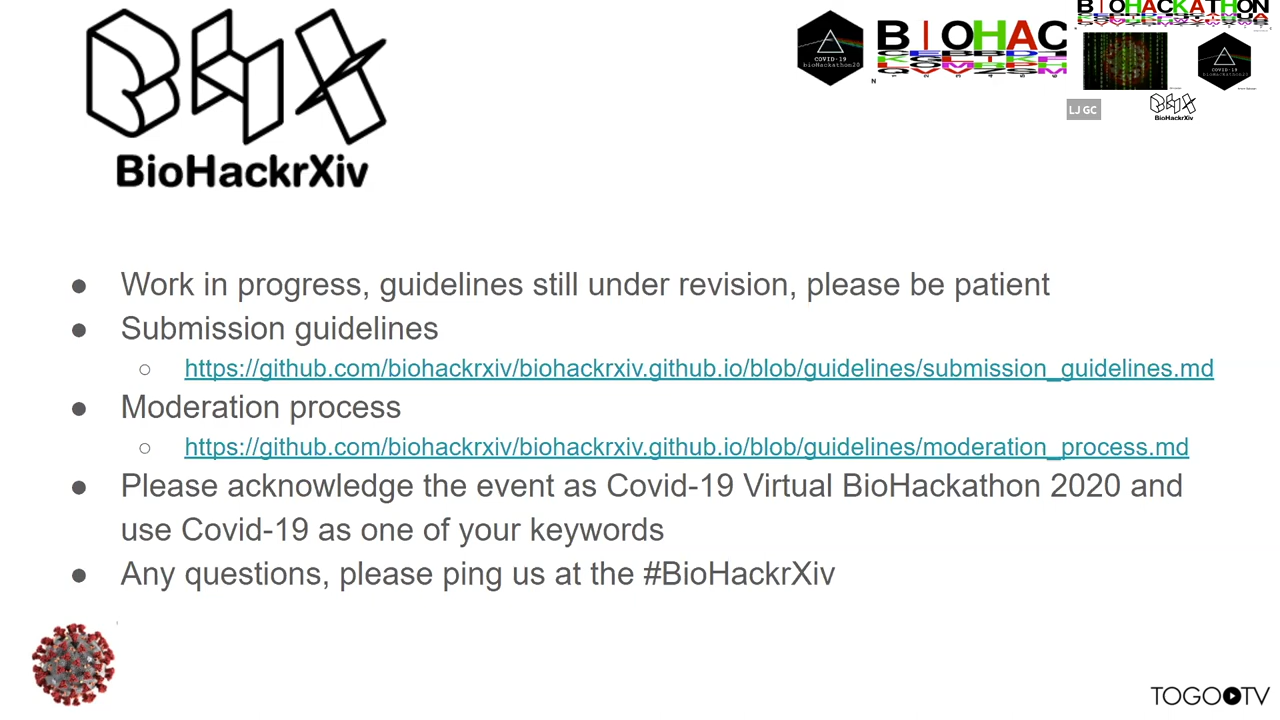 BioHackrXiv
COVID-19
bioHackathon20
BIOHAC
BIOHACKATHON
COVID-19
LJ GC
BioHackrXiv
Work in progress, guidelines still under revision, please be patient
Submission guidelines
https://github.com/biohackrxiv/biohackrxiv.github.io/blob/guidelines/submission_guidelines.md
Moderation process
https://github.com/biohackrxiv/biohackrxiv.github.io/blob/guidelines/moderation_process.md
Please acknowledge the event as Covid-19 Virtual BioHackathon 2020 and
use Covid-19 as one of your keywords
Any questions, please ping us at the #BioHackrXiv
TOGOTV